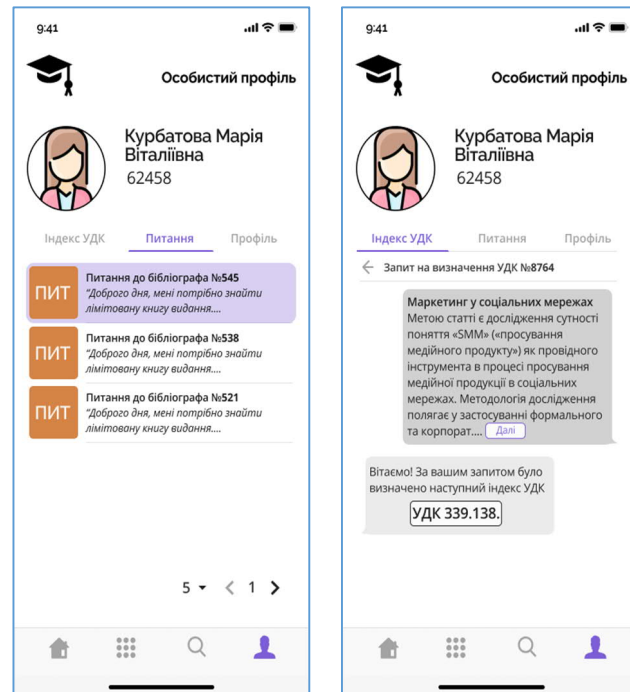 9:41
Особистий профіль
Курбатова Марія
Віталіївна
62458
Індекс УДК Питання Профіль
ПИТ
Питання до бібліографа №545
"Доброго дня, мені потрібно знайти
лімітовану книгу видання....
ПИТ
Питання до бібліографа №538
"Доброго дня, мені потрібно знайти
лімітовану книгу видання....
ПИТ
Питання до бібліографа №521
"Доброго дня, мені потрібно знайти
лімітовану книгу видання....
5 1
9:41
Особистий профіль
Курбатова Марія
Віталіївна
62458
Індекс УДК Питання Профіль
Запит на визначення УДК №8764
Маркетинг у соціальних мережах
Метою статті є дослідження сутності
поняття «SMM» («просування
медійного продукту») як провідного
інструмента в процесі просування
медійної продукції в соціальних
мережах. Методологія дослідження
полягає у застосуванні формального
та корпорат.... Далі
Вітаємо! За вашим запитом було
визначено наступний індекс УДК
УДК 339.138.